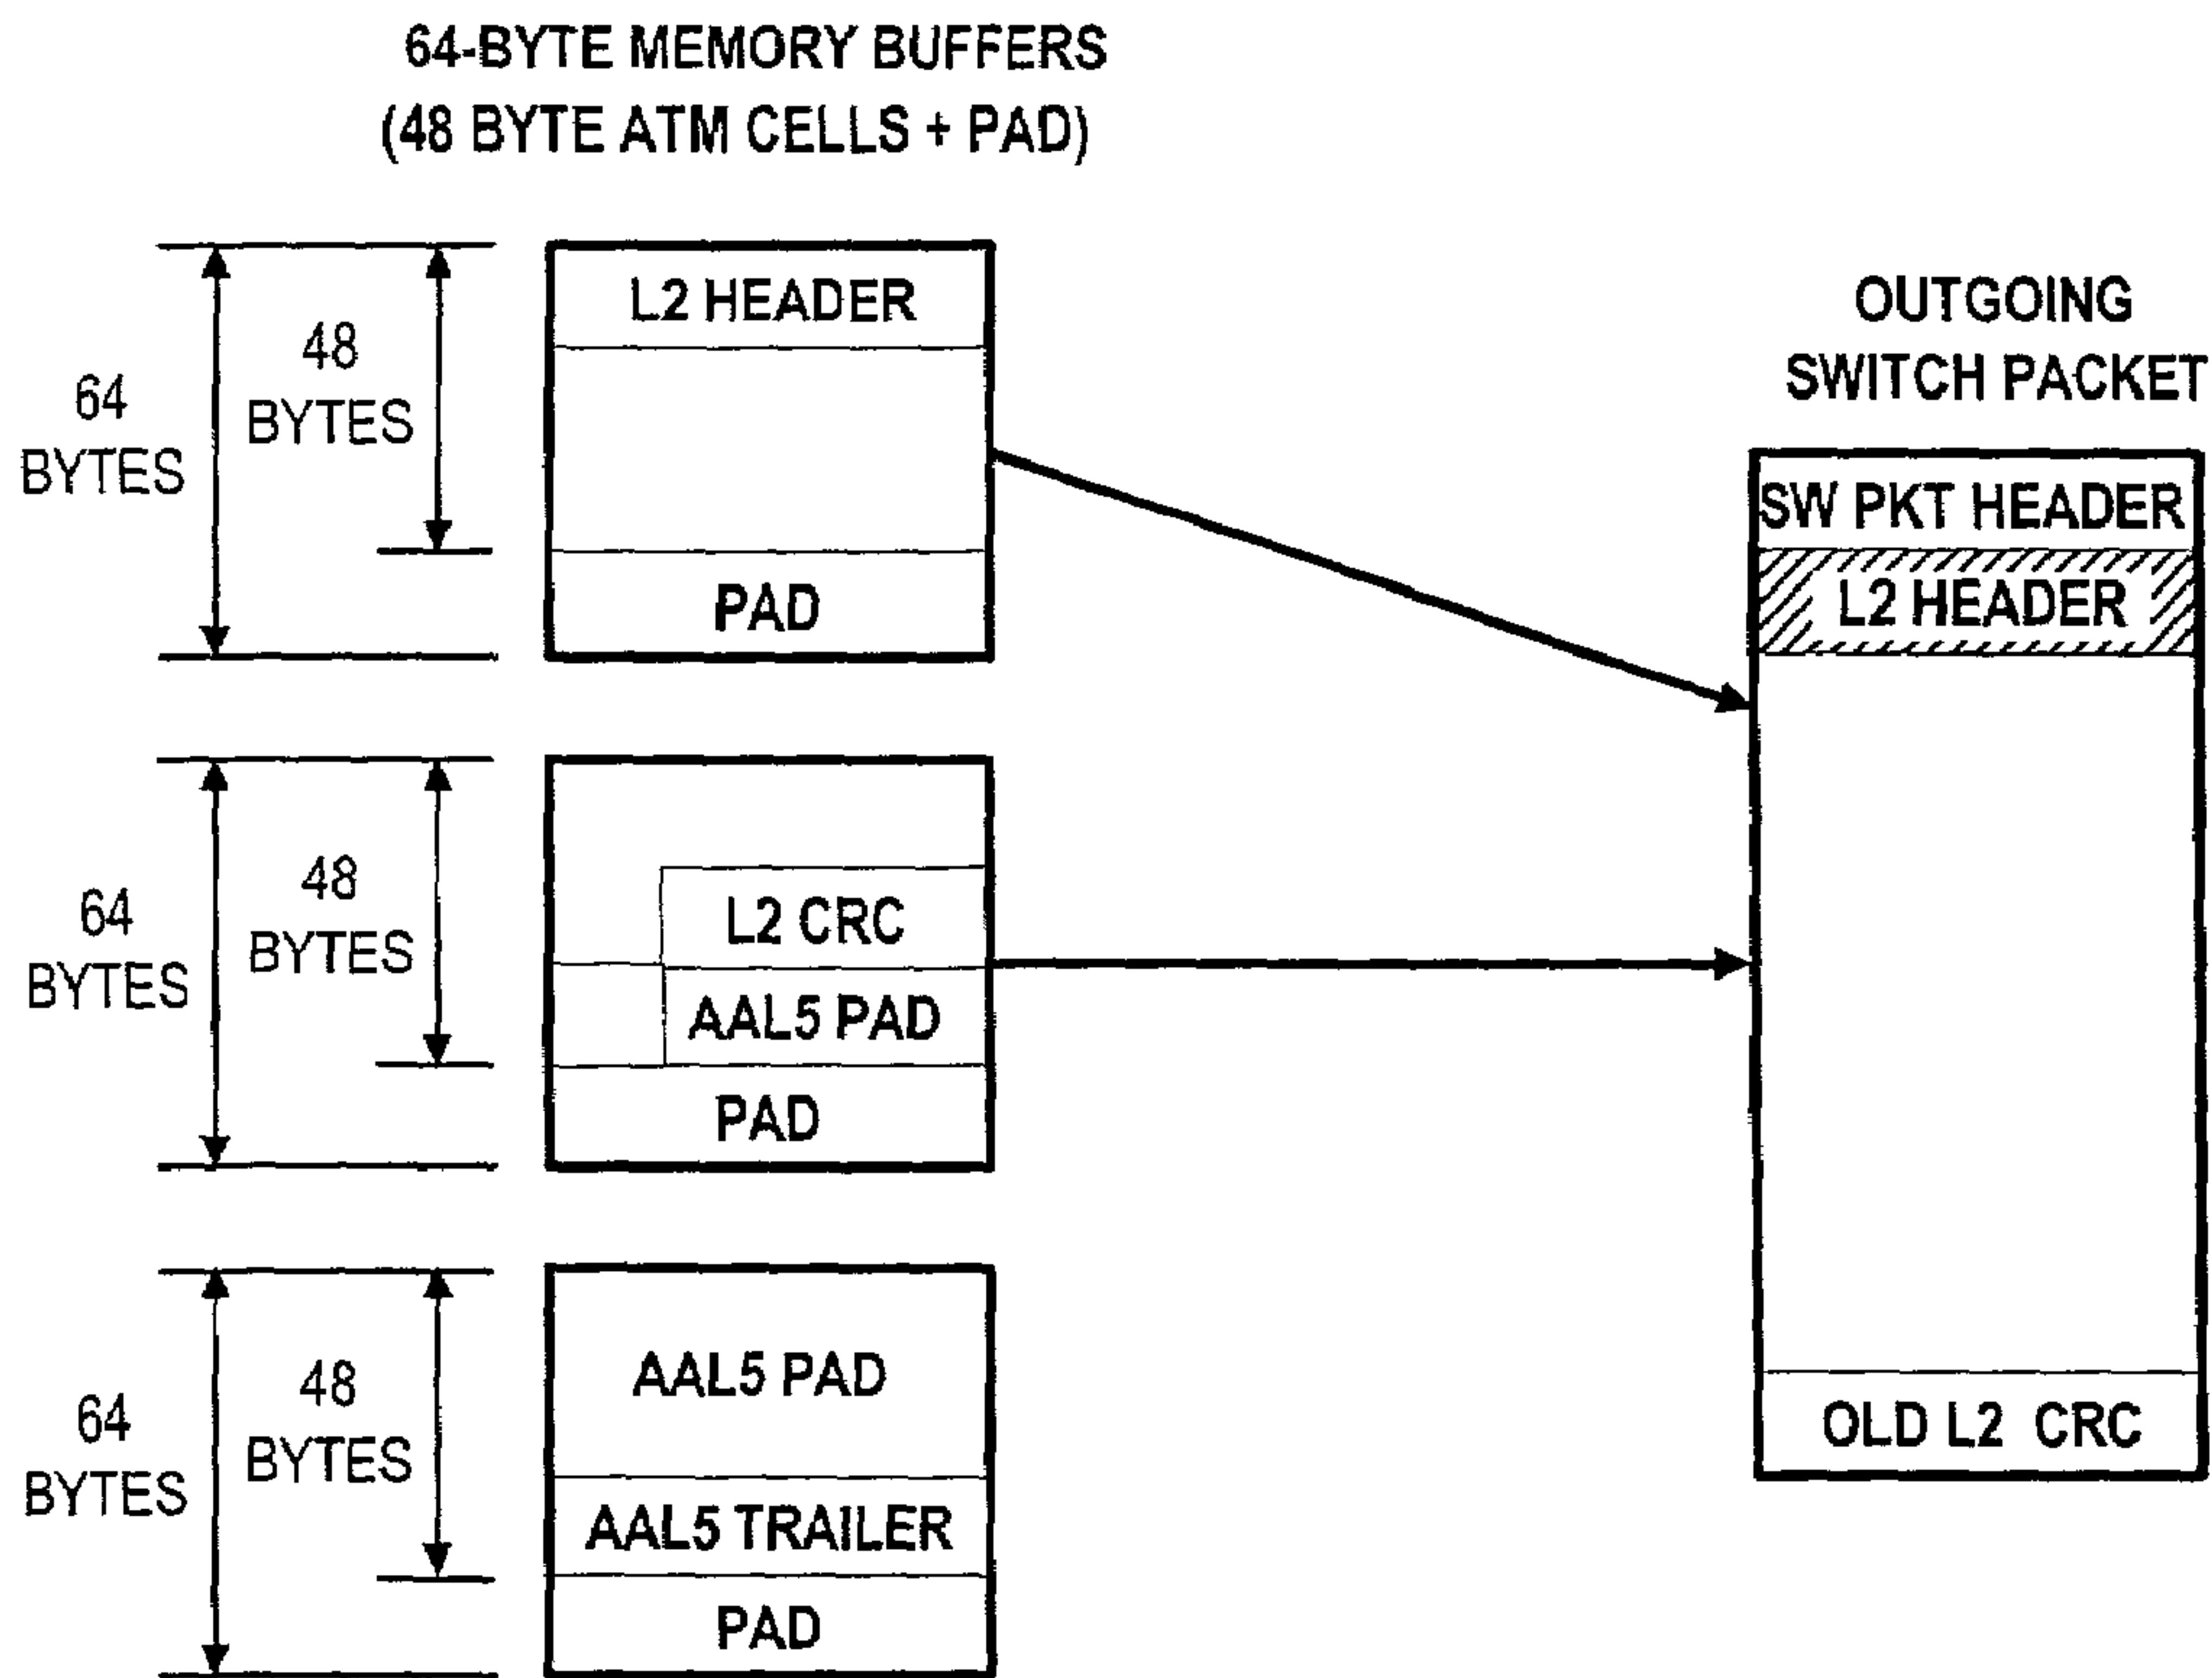 64-BYTE MEMORY BUFFERS
(48 BYTE ATM CELLS + PAD)
64
BYTES
48
BYTES
L2 HEADER
PAD
64
BYTES
48
BYTES
L2 CRC
AAL5 PAD
PAD
64
BYTES
48
BYTES
AAL5 PAD
AAL5 TRAILER
PAD
OUTGOING
SWITCH PACKET
SW PKT HEADER
L2 HEADER
OLD L2 CRC